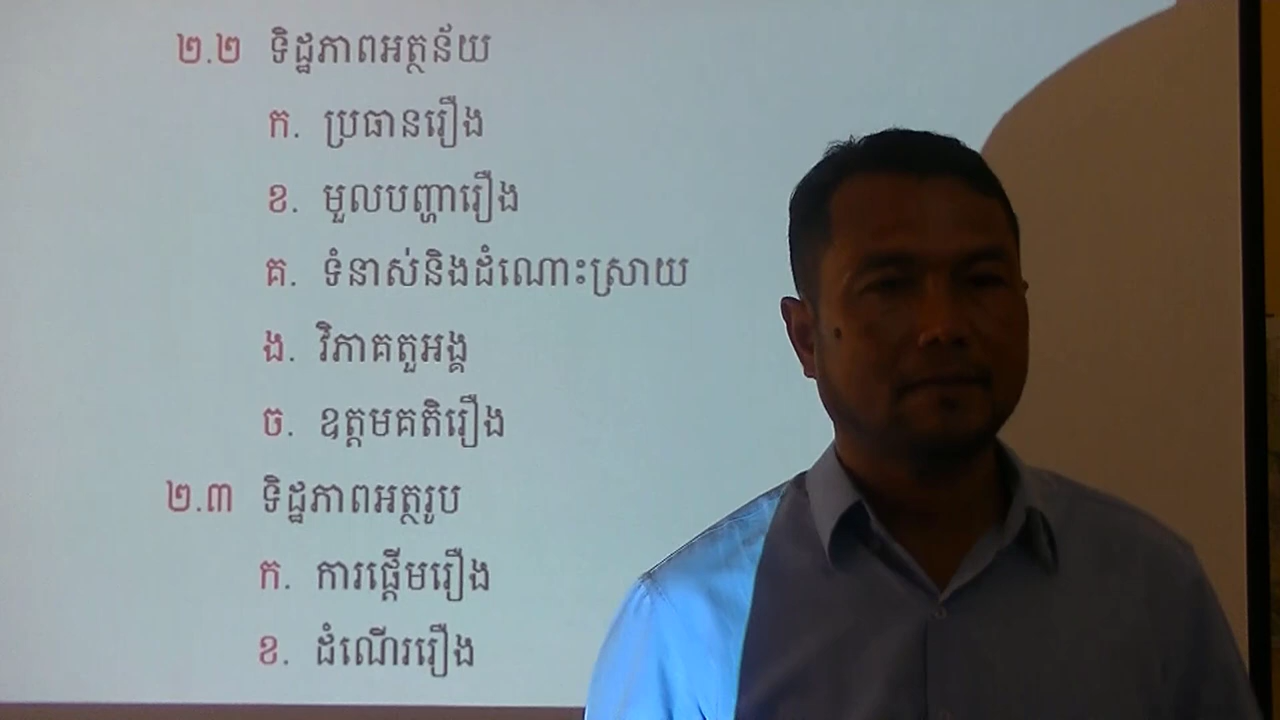 ២.២ ទិដ្ឋភាពអត្ថន័យ
ក. ប្រធានរឿង
ខ. មូលបញ្ហារឿង
គ. ទំនាស់និងដំណោះស្រាយ
ង. វិភាគតួអង្គ
ច. ឧត្តមគតិរឿង
២.៣ ទិដ្ឋភាពអត្ថរូប
ក. ការផ្ដើមរឿង
ខ. ដំណើររឿង